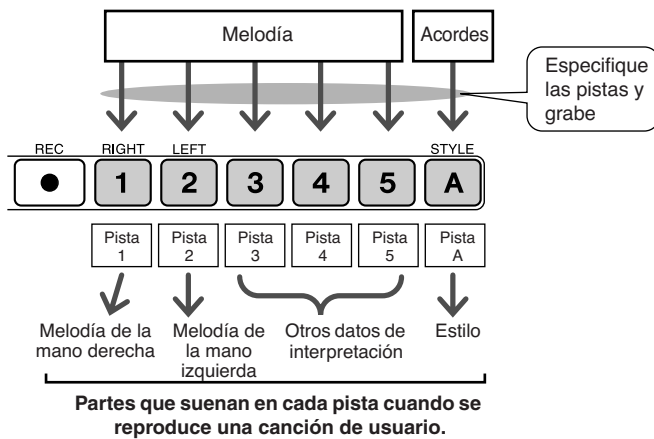 Melodía
Acordes
Especifique
las pistas y
grabe
REC
RIGHT
LEFT
STYLE
1
2
3
4
5
A
Pista
1
Pista
2
Pista
3
Pista
4
Pista
5
Pista
A
Melodía de la
mano derecha
Melodía de
la mano
izquierda
Otros datos de
interpretación
Estilo
Partes que suenan en cada pista cuando se
reproduce una canción de usuario.